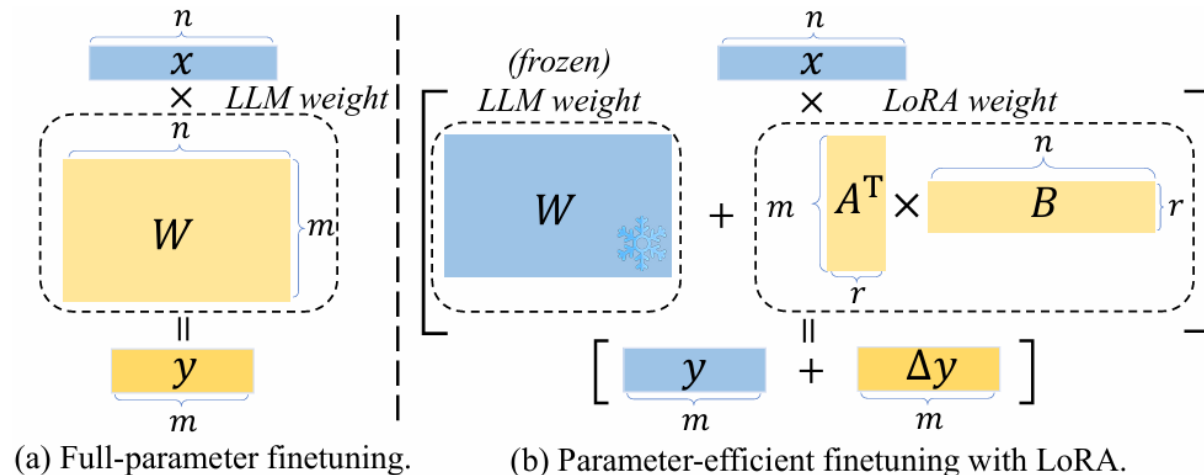 n
x
×
LLM weight
n
W
m
=
y
m
(a) Full-parameter finetuning.
n
x
×
(frozen)
LLM weight
LoRA weight
W
+
m
Aᵀ
×
n
B
r
r
=
[
y
+
Δy
]
m
m
(b) Parameter-efficient finetuning with LoRA.